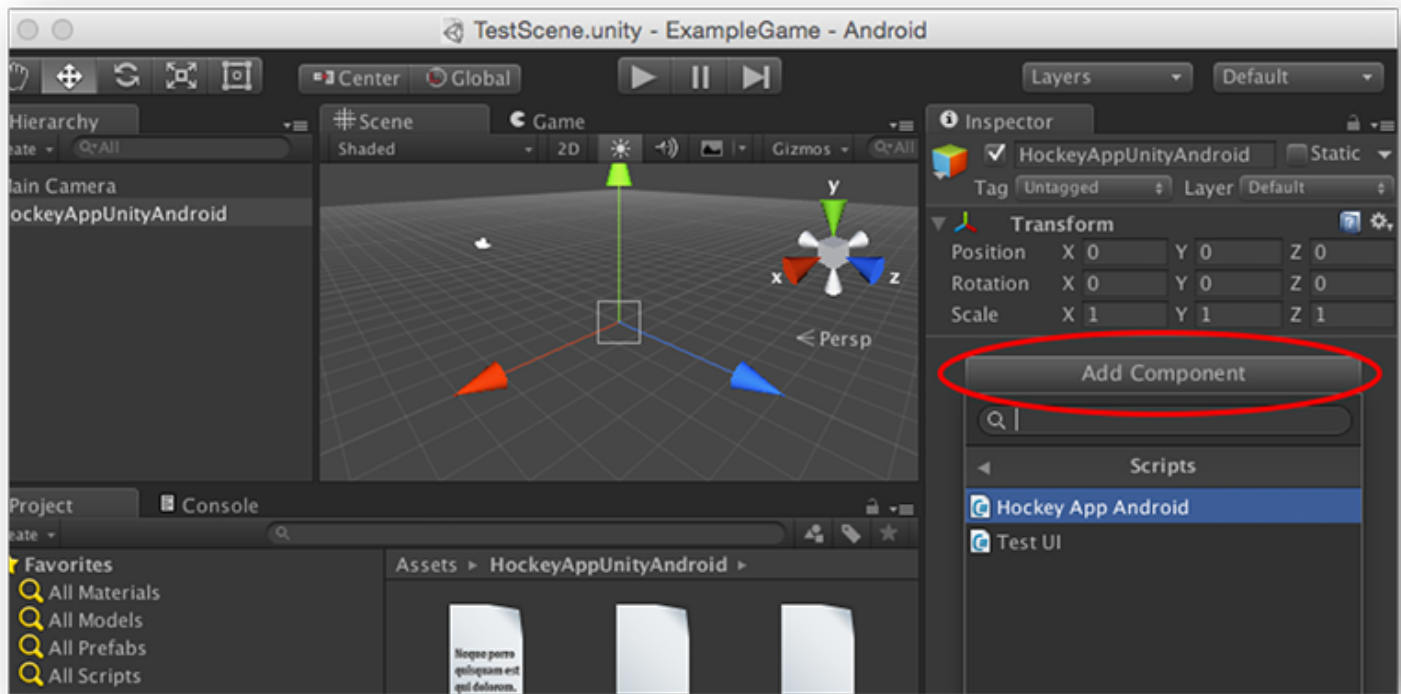 TestScene.unity - ExampleGame - Android
Center Global
Layers Default
Hierarchy
eate All
ain Camera
ockeyAppUnityAndroid
Scene Game
Shaded 2D Gizmos All
y
x z
Persp
Inspector
HockeyAppUnityAndroid Static
Tag Untagged Layer Default
Transform
Position X 0 Y 0 Z 0
Rotation X 0 Y 0 Z 0
Scale X 1 Y 1 Z 1
Add Component
Scripts
Hockey App Android
Test UI
Project Console
eate
Favorites
All Materials
All Models
All Prefabs
All Scripts
Assets HockeyAppUnityAndroid
Neque porro
quisquam est
qui dolorem.